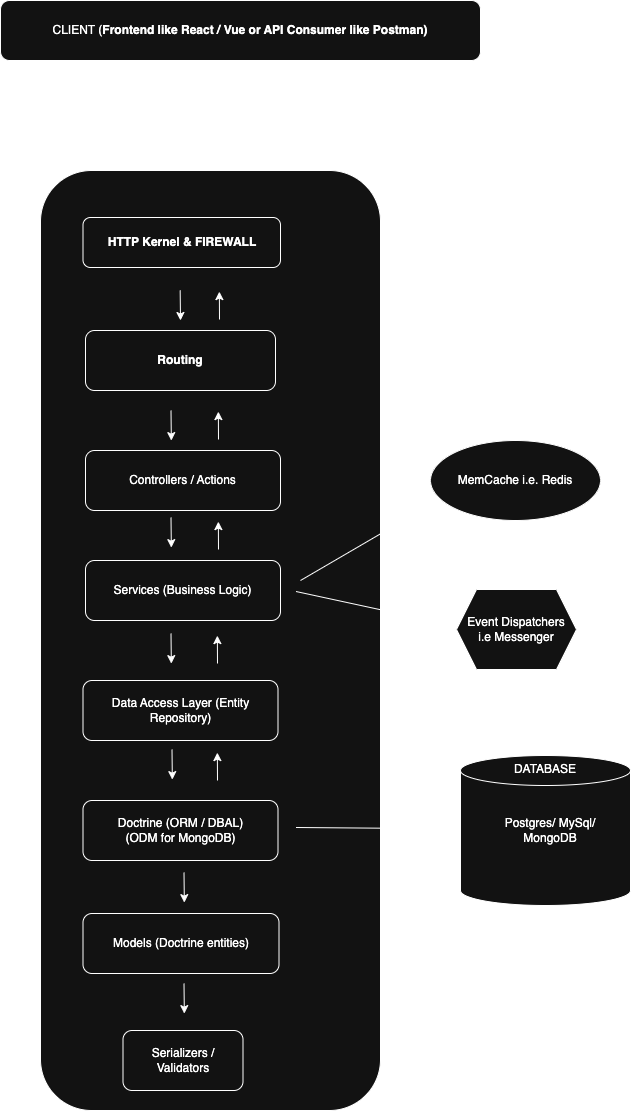 CLIENT (Frontend like React / Vue or API Consumer like Postman)
HTTP Kernel & FIREWALL
Routing
Controllers / Actions
MemCache i.e. Redis
Services (Business Logic)
Event Dispatchers
i.e Messenger
Data Access Layer (Entity
Repository)
DATABASE
Postgres/ MySql/
MongoDB
Doctrine (ORM / DBAL)
(ODM for MongoDB)
Models (Doctrine entities)
Serializers /
Validators